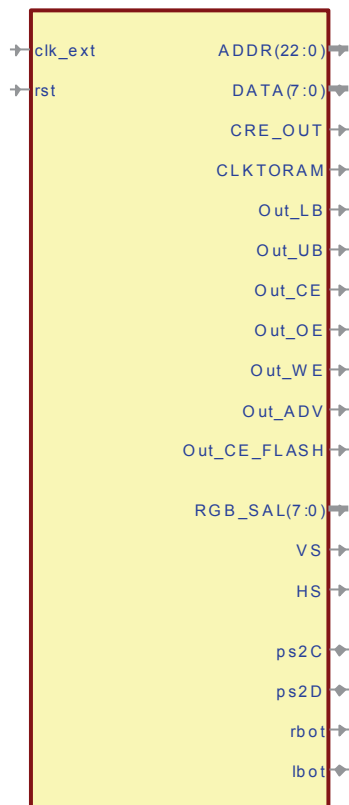 clk_ext ADDR(22:0)
rst DATA(7:0)
CRE_OUT
CLKTORAM
Out_LB
Out_UB
Out_CE
Out_OE
Out_WE
Out_ADV
Out_CE_FLASH
RGB_SAL(7:0)
VS
HS
ps2C
ps2D
rbot
lbot